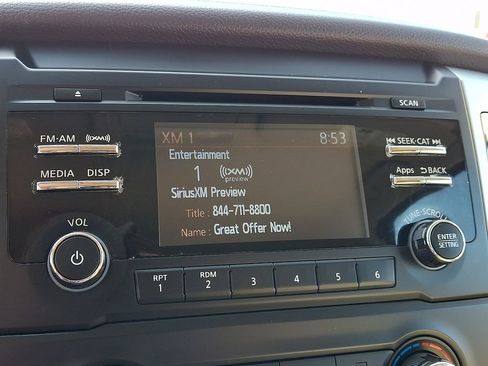 SCAN
FM·AM (XM)
MEDIA DISP
VOL
XM 1 8:53
Entertainment
1 (XM) preview
SiriusXM Preview
Title : 844-711-8800
Name : Great Offer Now!
SEEK·CAT
Apps BACK
TUNE·SCROLL
ENTER
SETTING
RPT
1
RDM
2
3
4
5
6